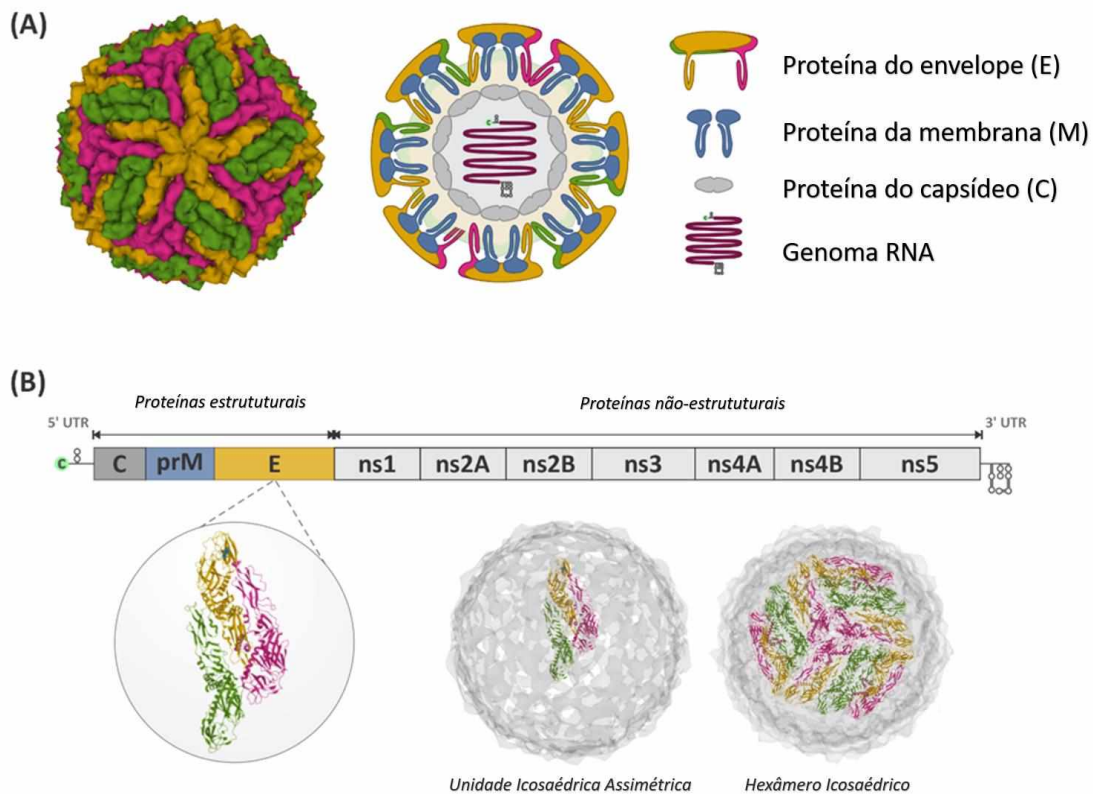 (A)
Proteína do envelope (E)
Proteína da membrana (M)
Proteína do capsídeo (C)
Genoma RNA
(B)
Proteínas estrututurais
Proteínas não-estrututurais
5' UTR
3' UTR
C
C
prM
E
ns1
ns2A
ns2B
ns3
ns4A
ns4B
ns5
Unidade Icosaédrica Assimétrica
Hexâmero Icosaédrico